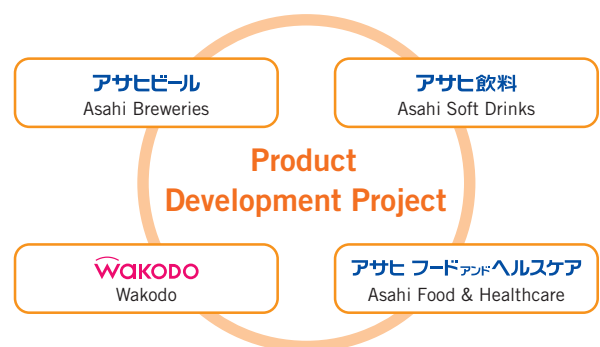 アサヒビール
Asahi Breweries
アサヒ飲料
Asahi Soft Drinks
Product
Development Project
WaKODO
Wakodo
アサヒ フードアンドヘルスケア
Asahi Food & Healthcare